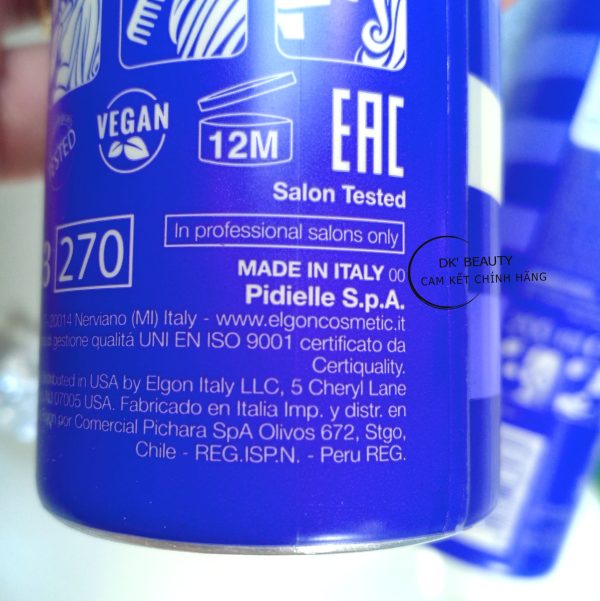 TESTED
VEGAN
12M
EAC
Salon Tested
270
In professional salons only
MADE IN ITALY 00
Pidielle S.p.A.
20014 Nerviano (MI) Italy - www.elgoncosmetic.it
gestione qualitá UNI EN ISO 9001 certificato da
Certiquality.
in USA by Elgon Italy LLC, 5 Cheryl Lane
07005 USA. Fabricado en Italia Imp. y distr. en
por Comercial Pichara SpA Olivos 672, Stgo,
Chile - REG.ISP.N. - Peru REG.
DK' BEAUTY
CAM KẾT CHÍNH HÃNG